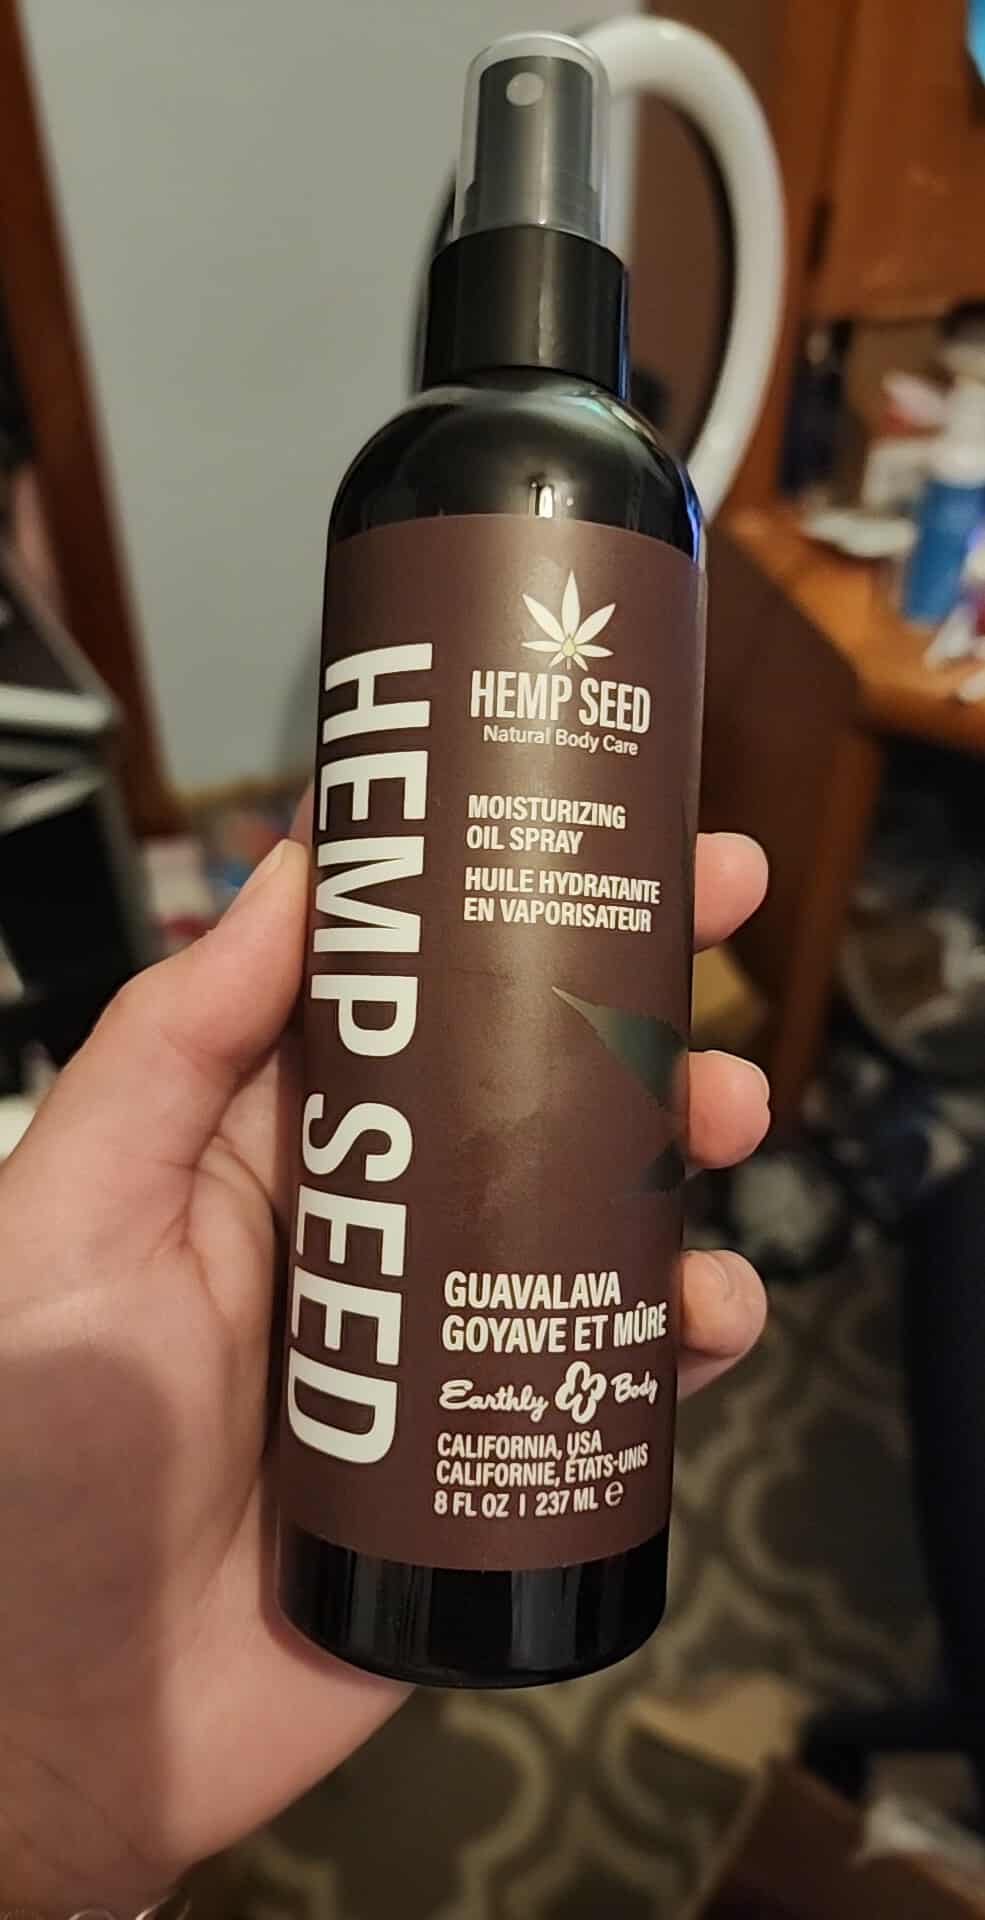 HEMP SEED
HEMP SEED
Natural Body Care
MOISTURIZING
OIL SPRAY
HUILE HYDRATANTE
EN VAPORISATEUR
GUAVALAVA
GOYAVE ET MÛRE
Earthly Body
CALIFORNIA, USA
CALIFORNIE, ÉTATS-UNIS
8 FL OZ | 237 ML ℮